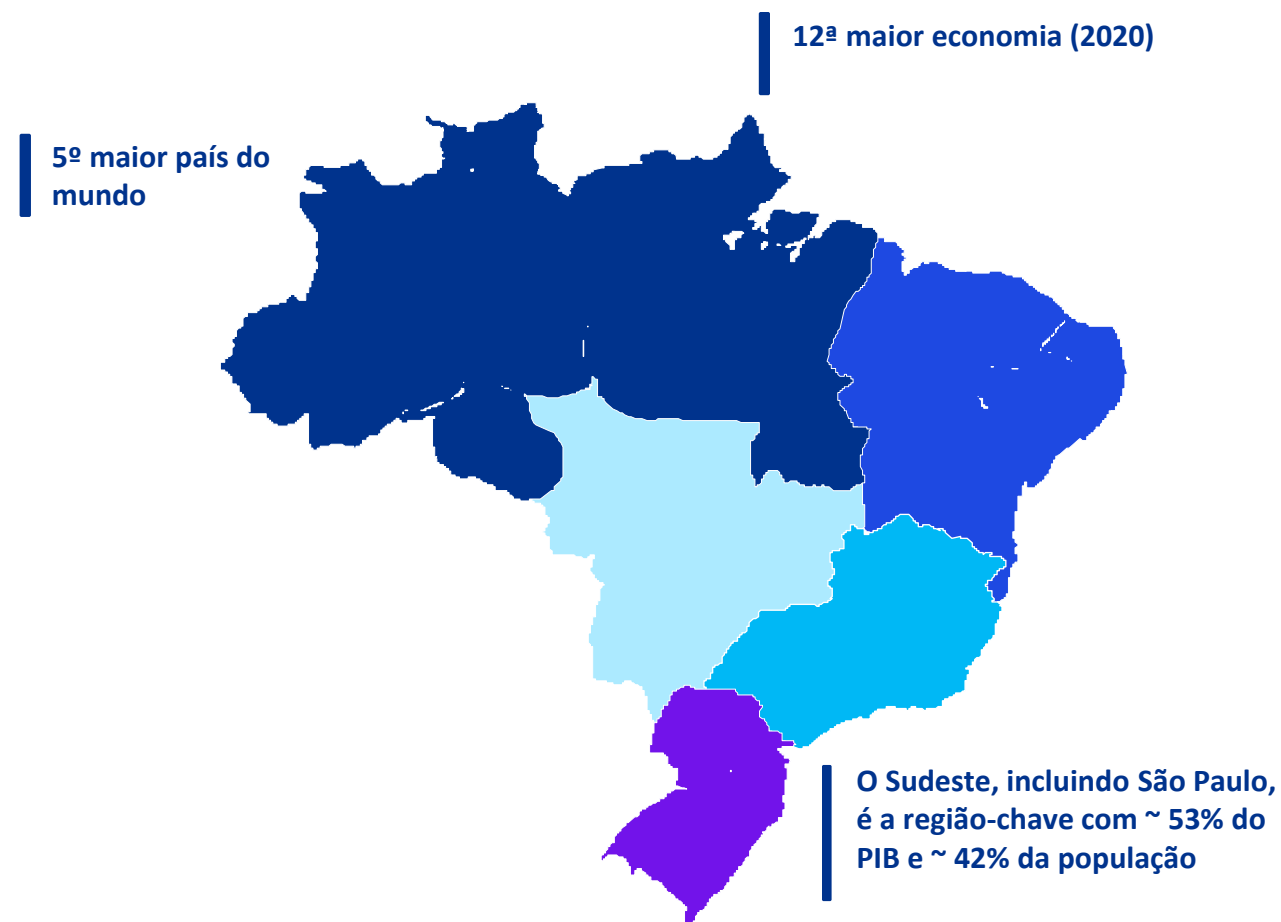 12ª maior economia (2020)
5º maior país do
mundo
O Sudeste, incluindo São Paulo,
é a região-chave com ~ 53% do
PIB e ~ 42% da população